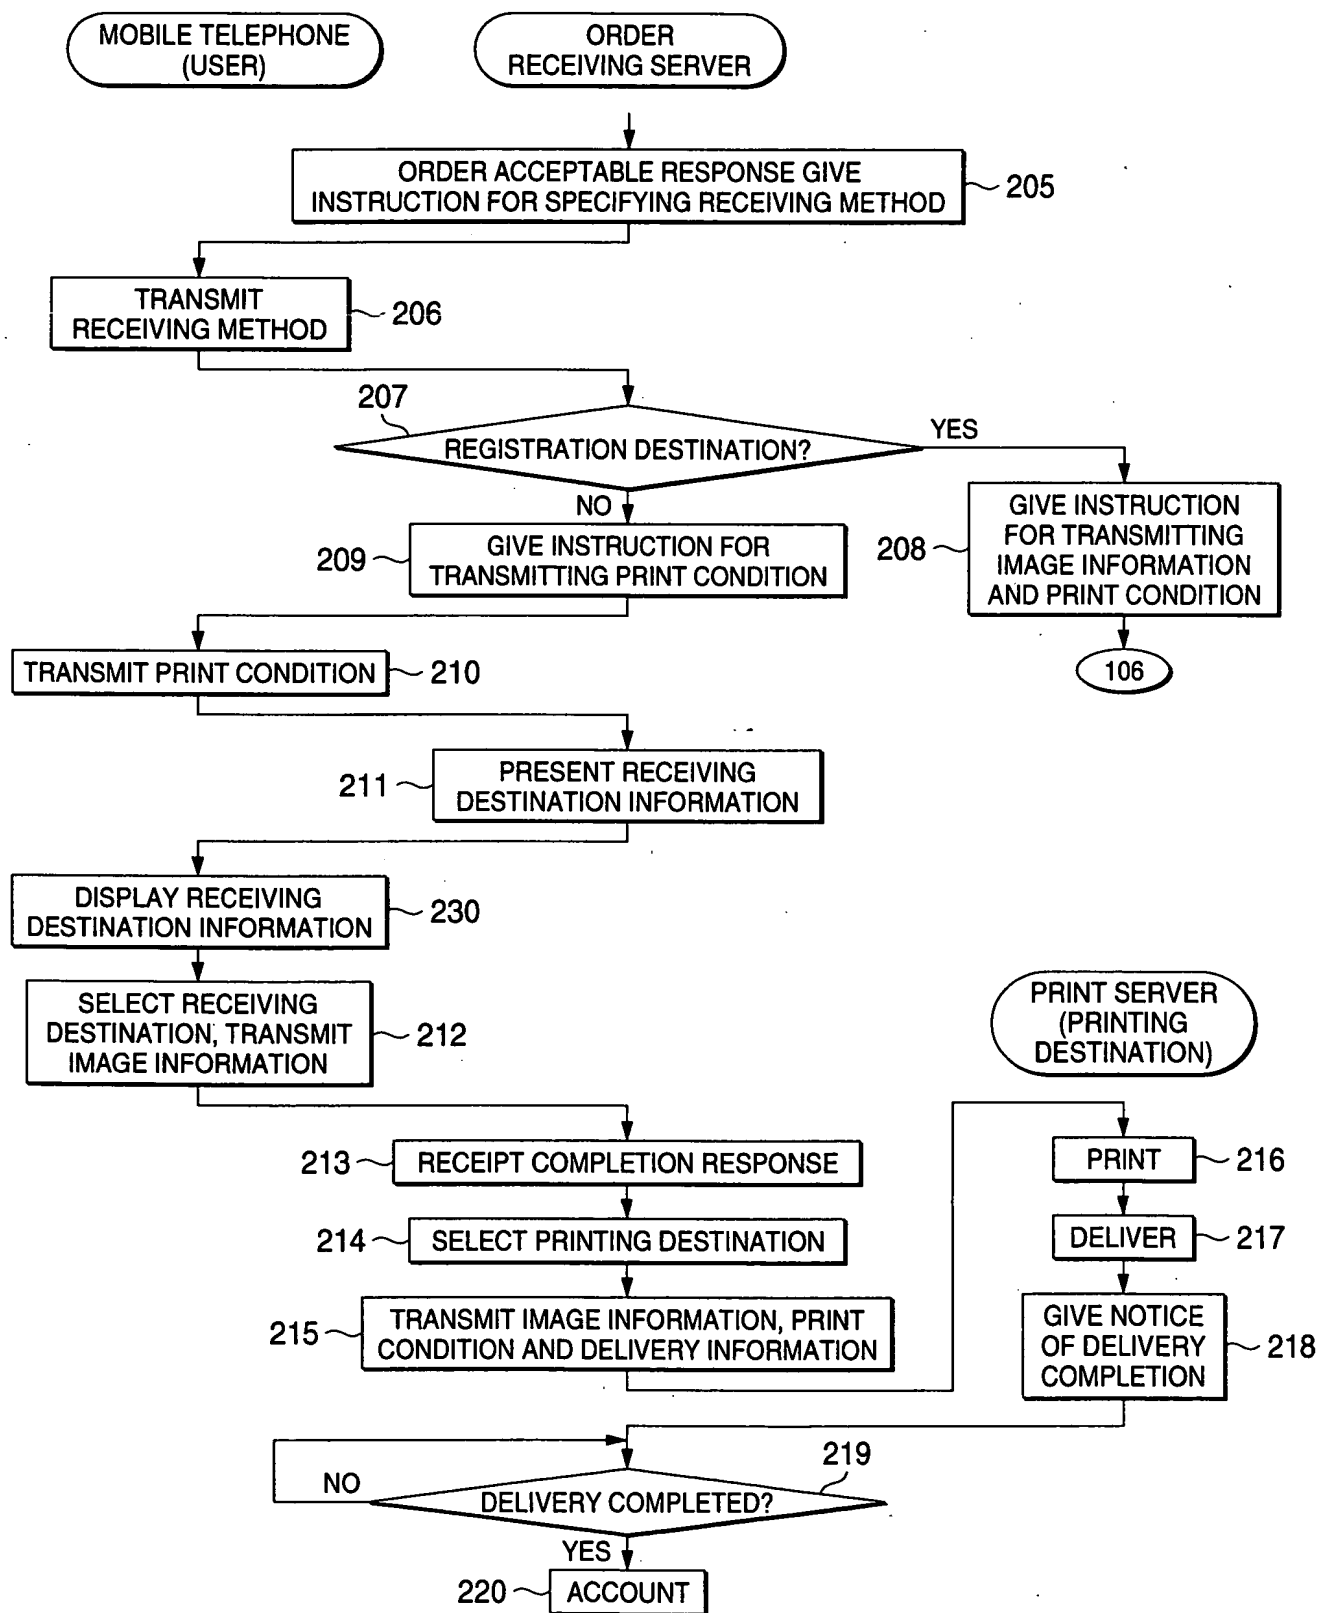 MOBILE TELEPHONE
(USER)
ORDER
RECEIVING SERVER
ORDER ACCEPTABLE RESPONSE GIVE
INSTRUCTION FOR SPECIFYING RECEIVING METHOD
205
TRANSMIT
RECEIVING METHOD
206
207
REGISTRATION DESTINATION?
YES
NO
GIVE INSTRUCTION FOR
TRANSMITTING PRINT CONDITION
209
GIVE INSTRUCTION
FOR TRANSMITTING
IMAGE INFORMATION
AND PRINT CONDITION
208
106
TRANSMIT PRINT CONDITION
210
PRESENT RECEIVING
DESTINATION INFORMATION
211
DISPLAY RECEIVING
DESTINATION INFORMATION
230
SELECT RECEIVING
DESTINATION, TRANSMIT
IMAGE INFORMATION
212
PRINT SERVER
(PRINTING
DESTINATION)
213
RECEIPT COMPLETION RESPONSE
PRINT
216
214
SELECT PRINTING DESTINATION
DELIVER
217
215
TRANSMIT IMAGE INFORMATION, PRINT
CONDITION AND DELIVERY INFORMATION
GIVE NOTICE
OF DELIVERY
COMPLETION
218
219
NO
DELIVERY COMPLETED?
YES
220
ACCOUNT